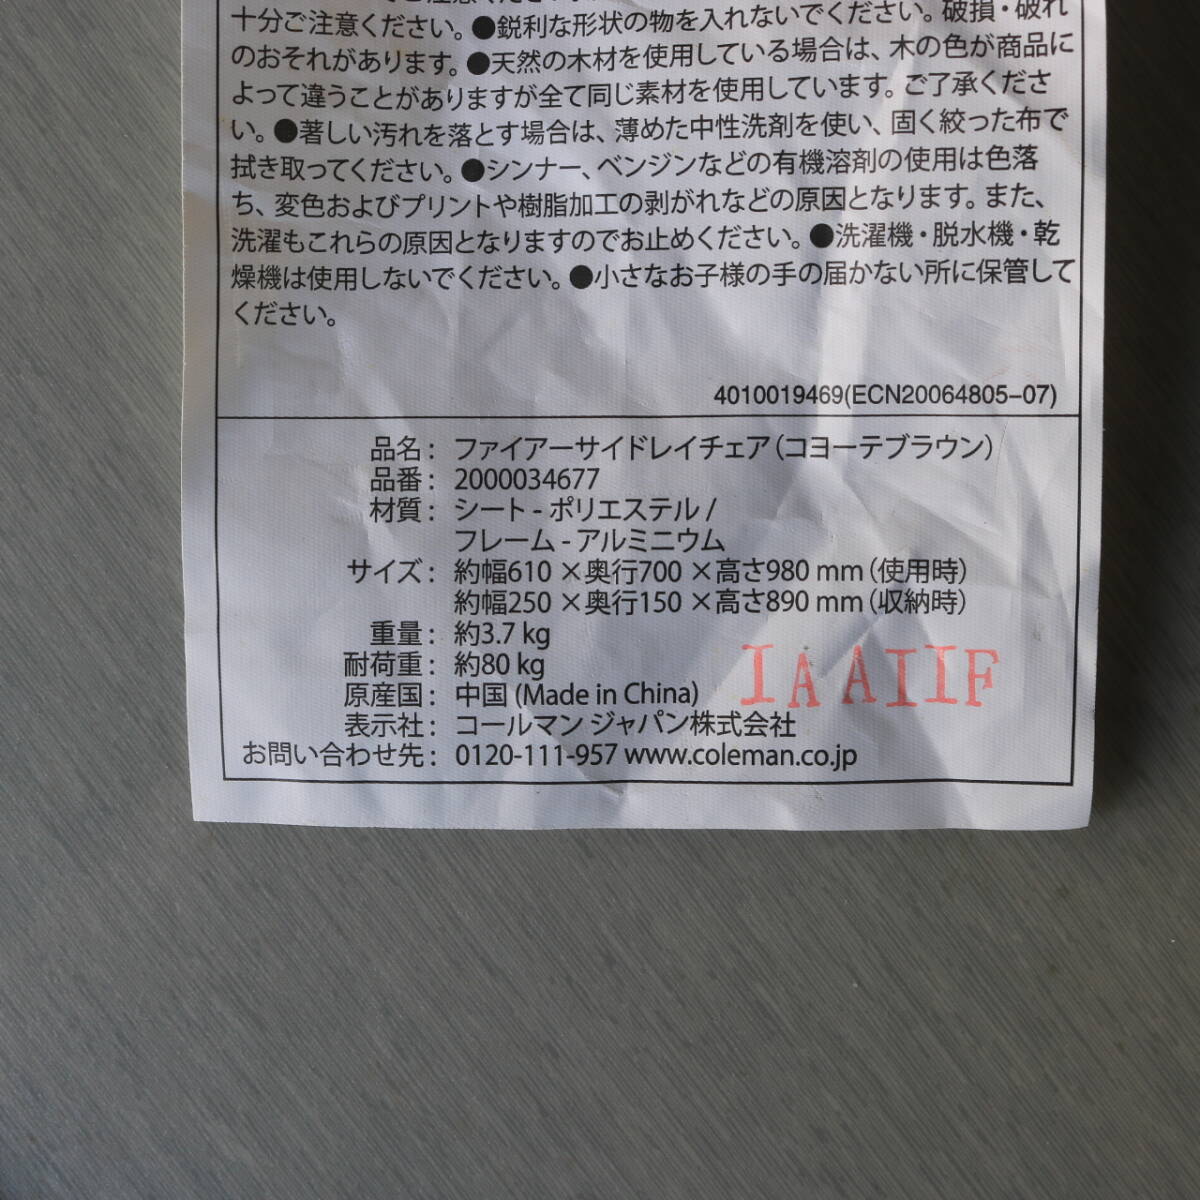 十分ご注意ください。●鋭利な形状の物を入れないでください。破損・破れ
のおそれがあります。●天然の木材を使用している場合は、木の色が商品に
よって違うことがありますが全て同じ素材を使用しています。ご了承くださ
い。●著しい汚れを落とす場合は、薄めた中性洗剤を使い、固く絞った布で
拭き取ってください。●シンナー、ベンジンなどの有機溶剤の使用は色落
ち、変色およびプリントや樹脂加工の剥がれなどの原因となります。また、
洗濯もこれらの原因となりますのでお止めください。●洗濯機・脱水機・乾
燥機は使用しないでください。●小さなお子様の手の届かない所に保管して
ください。
4010019469(ECN20064805-07)
品名： ファイアーサイドレイチェア（コヨーテブラウン）
品番： 2000034677
材質： シート - ポリエステル /
フレーム - アルミニウム
サイズ： 約幅610 ×奥行700 ×高さ980 mm（使用時）
約幅250 ×奥行150 ×高さ890 mm（収納時）
重量： 約3.7 kg
耐荷重： 約80 kg
原産国： 中国 (Made in China)
IAAIIF
表示社： コールマン ジャパン株式会社
お問い合わせ先： 0120-111-957 www.coleman.co.jp